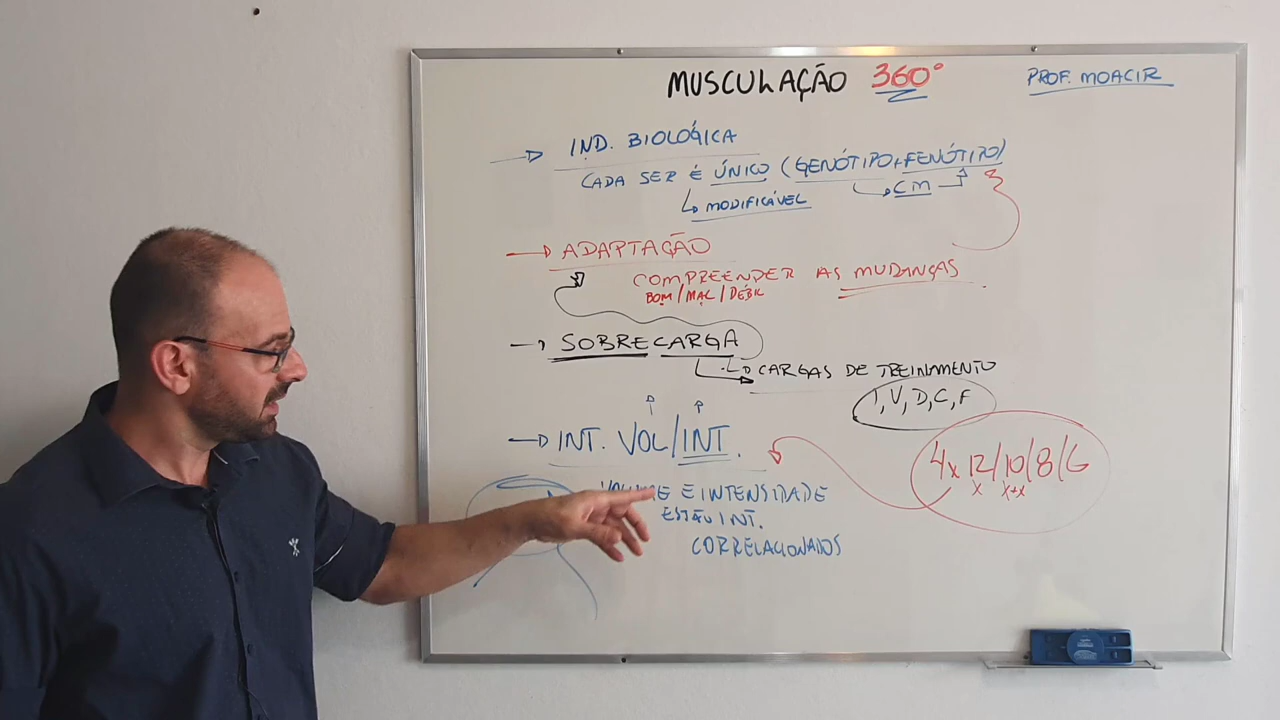 MUSCULAÇÃO 360°
PROF. MOACIR
→ IND. BIOLÓGICA
CADA SER É ÚNICO (GENÓTIPO+FENÓTIPO)
↳ MODIFICÁVEL
↳ CM
→ ADAPTAÇÃO
COMPREENDER AS MUDANÇAS
BOM/MAL/DÉBIL
→ SOBRECARGA
↳ CARGAS DE TREINAMENTO
I, V, D, C, F
→ INT. VOL/INT.
4x 12/10/8/6
x x+x
VOLUME E INTENSIDADE
ESTÃO INT.
CORRELACIONADOS